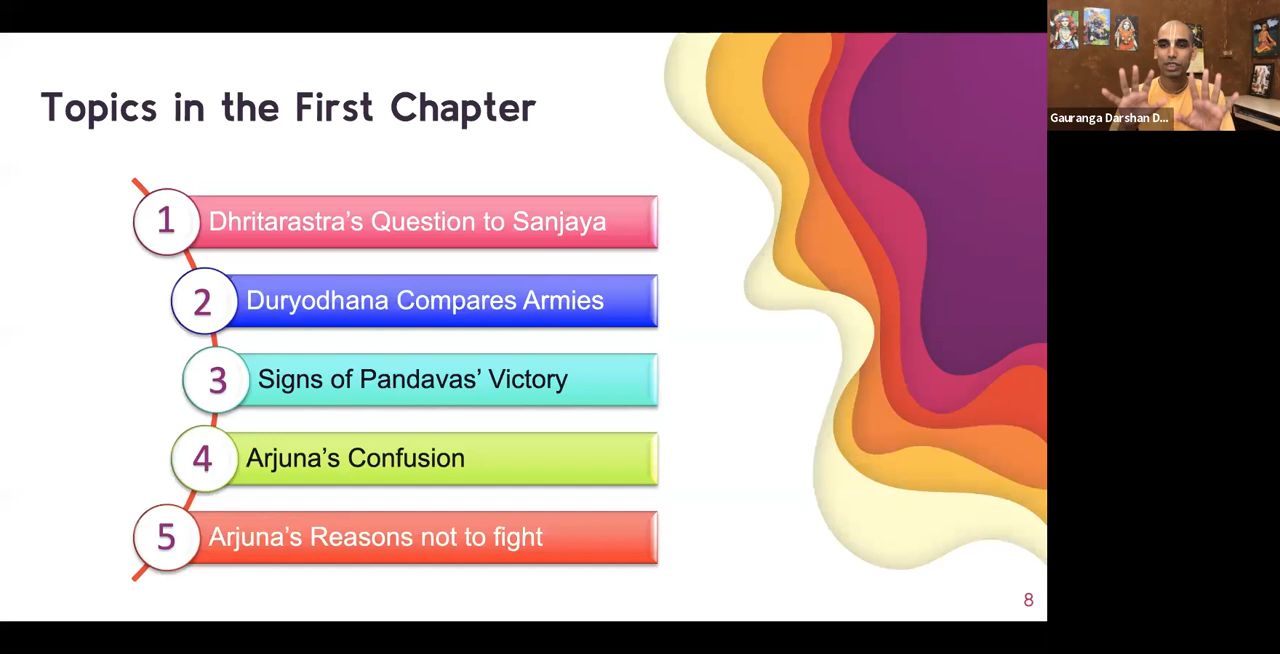 Topics in the First Chapter
1 Dhritarastra’s Question to Sanjaya
2 Duryodhana Compares Armies
3 Signs of Pandavas’ Victory
4 Arjuna’s Confusion
5 Arjuna’s Reasons not to fight
8
Gauranga Darshan D...